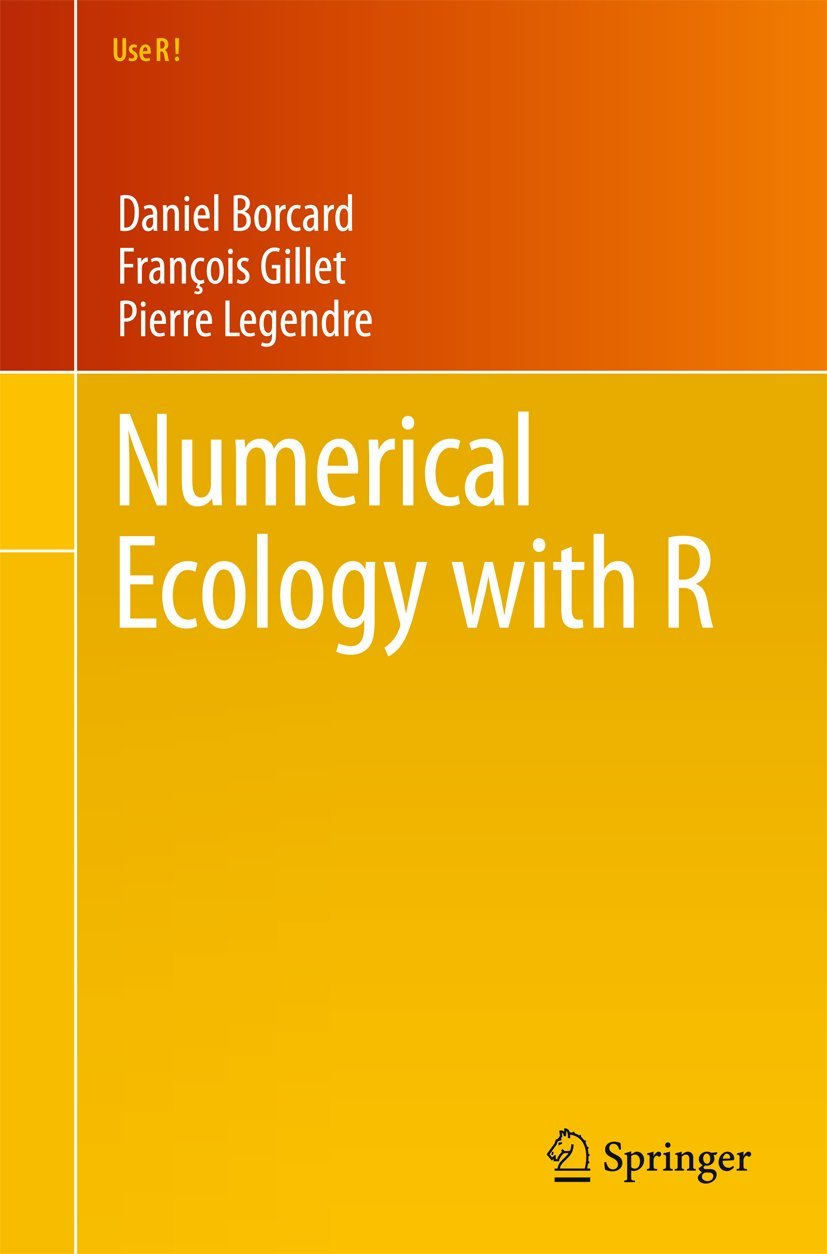 Use R!
Daniel Borcard
François Gillet
Pierre Legendre
Numerical
Ecology with R
Springer